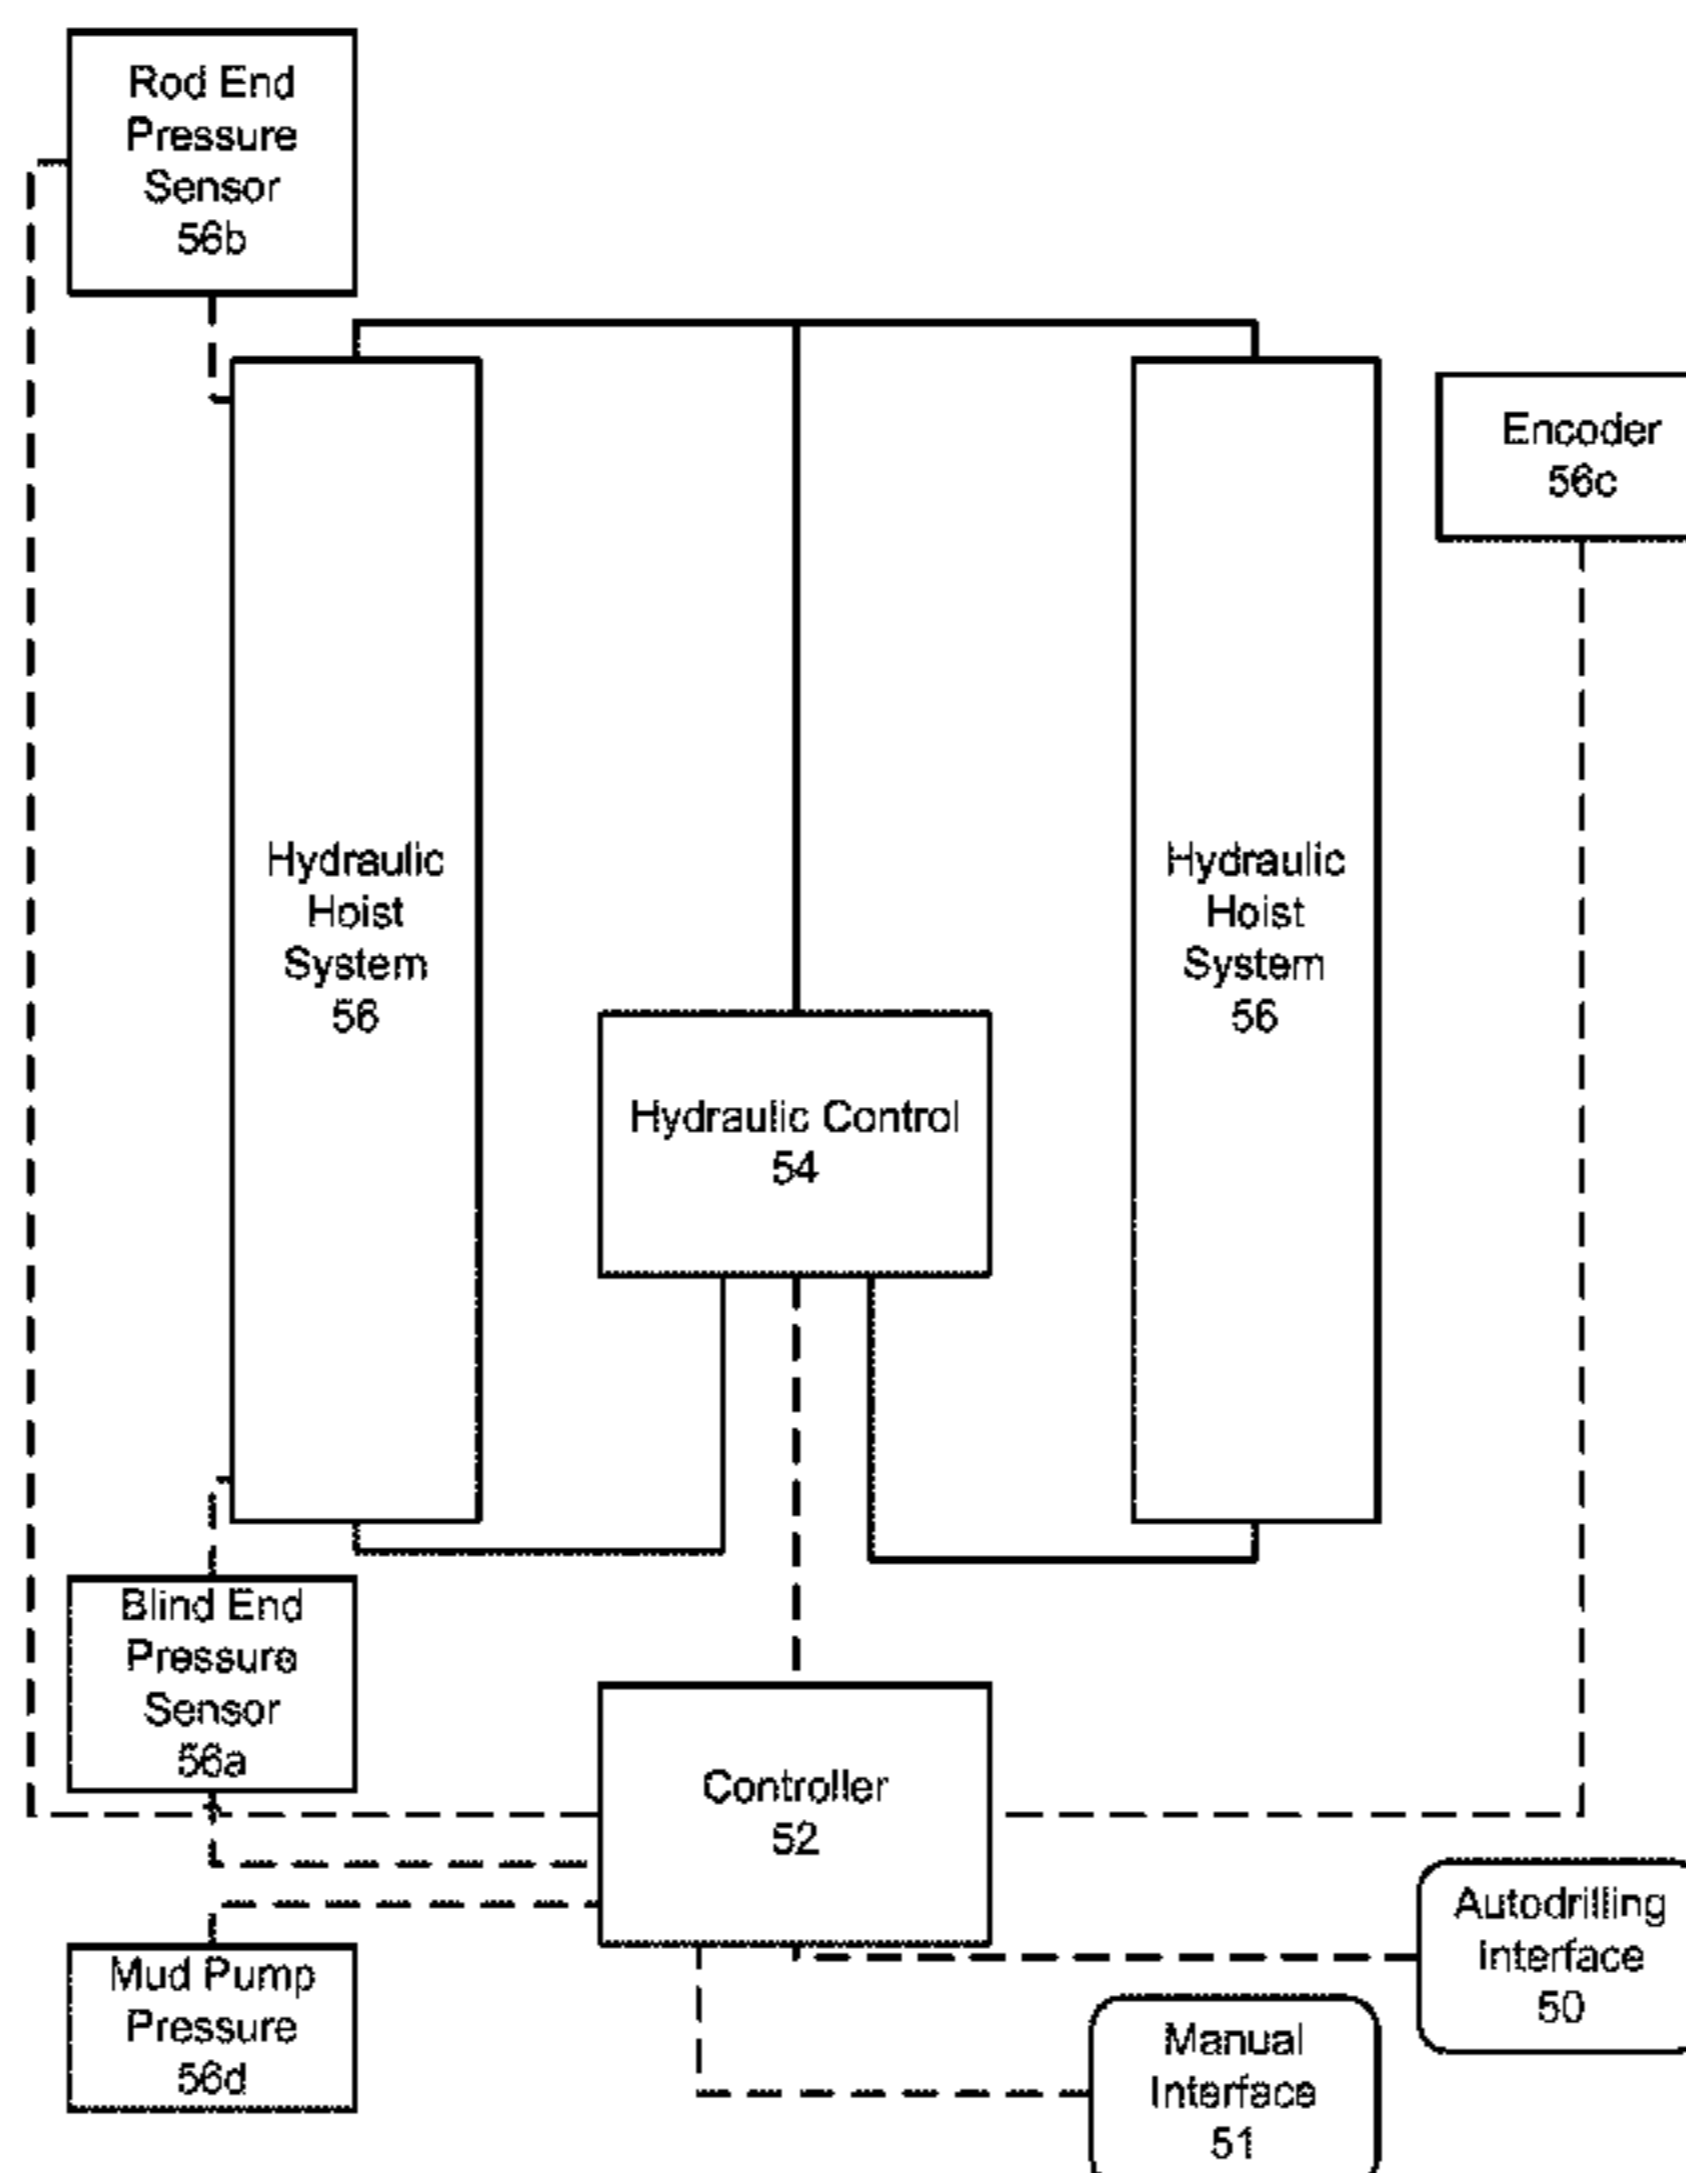 Rod End
Pressure
Sensor
56b
Encoder
56c
Hydraulic
Hoist
System
56
Hydraulic
Hoist
System
56
Hydraulic Control
54
Blind End
Pressure
Sensor
56a
Controller
52
Autodrilling
Interface
50
Mud Pump
Pressure
56d
Manual
Interface
51